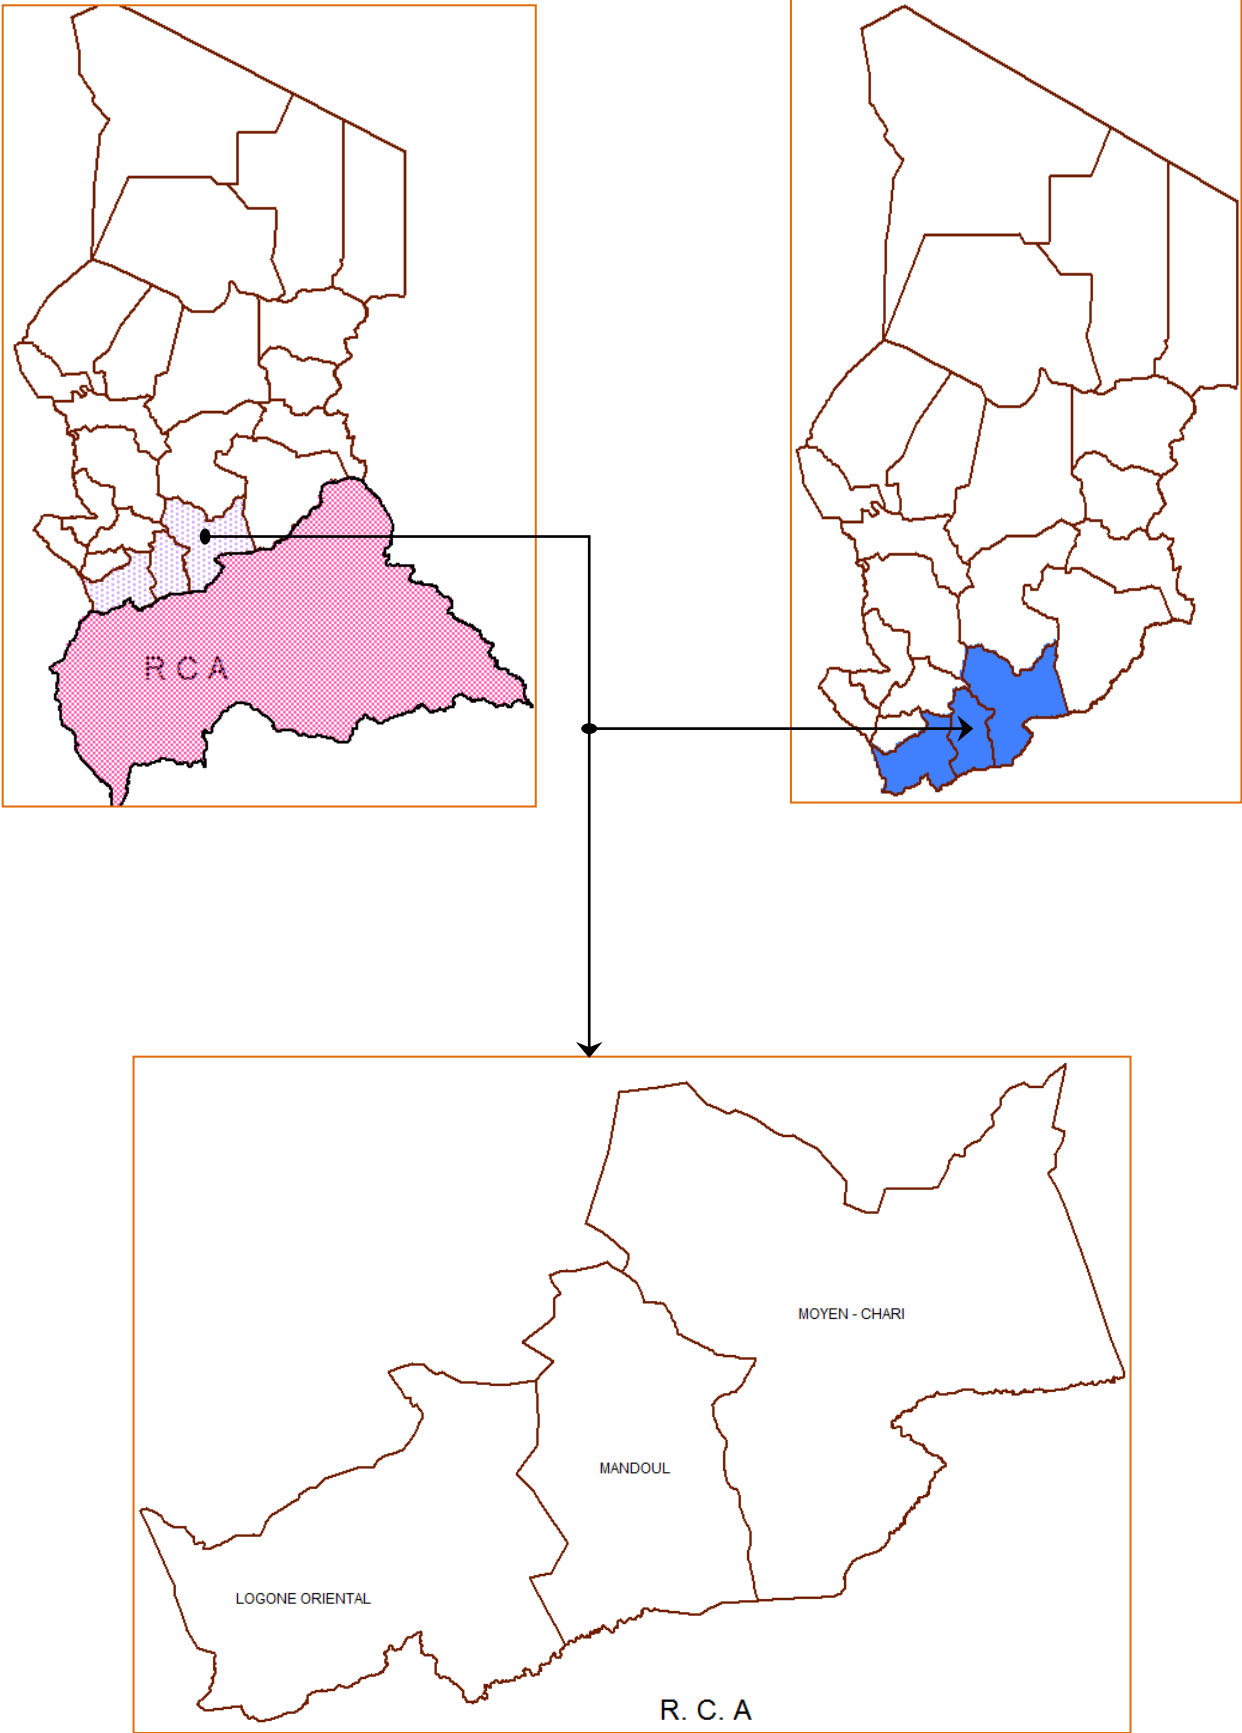 R C A
MOYEN - CHARI
MANDOUL
LOGONE ORIENTAL
R. C. A